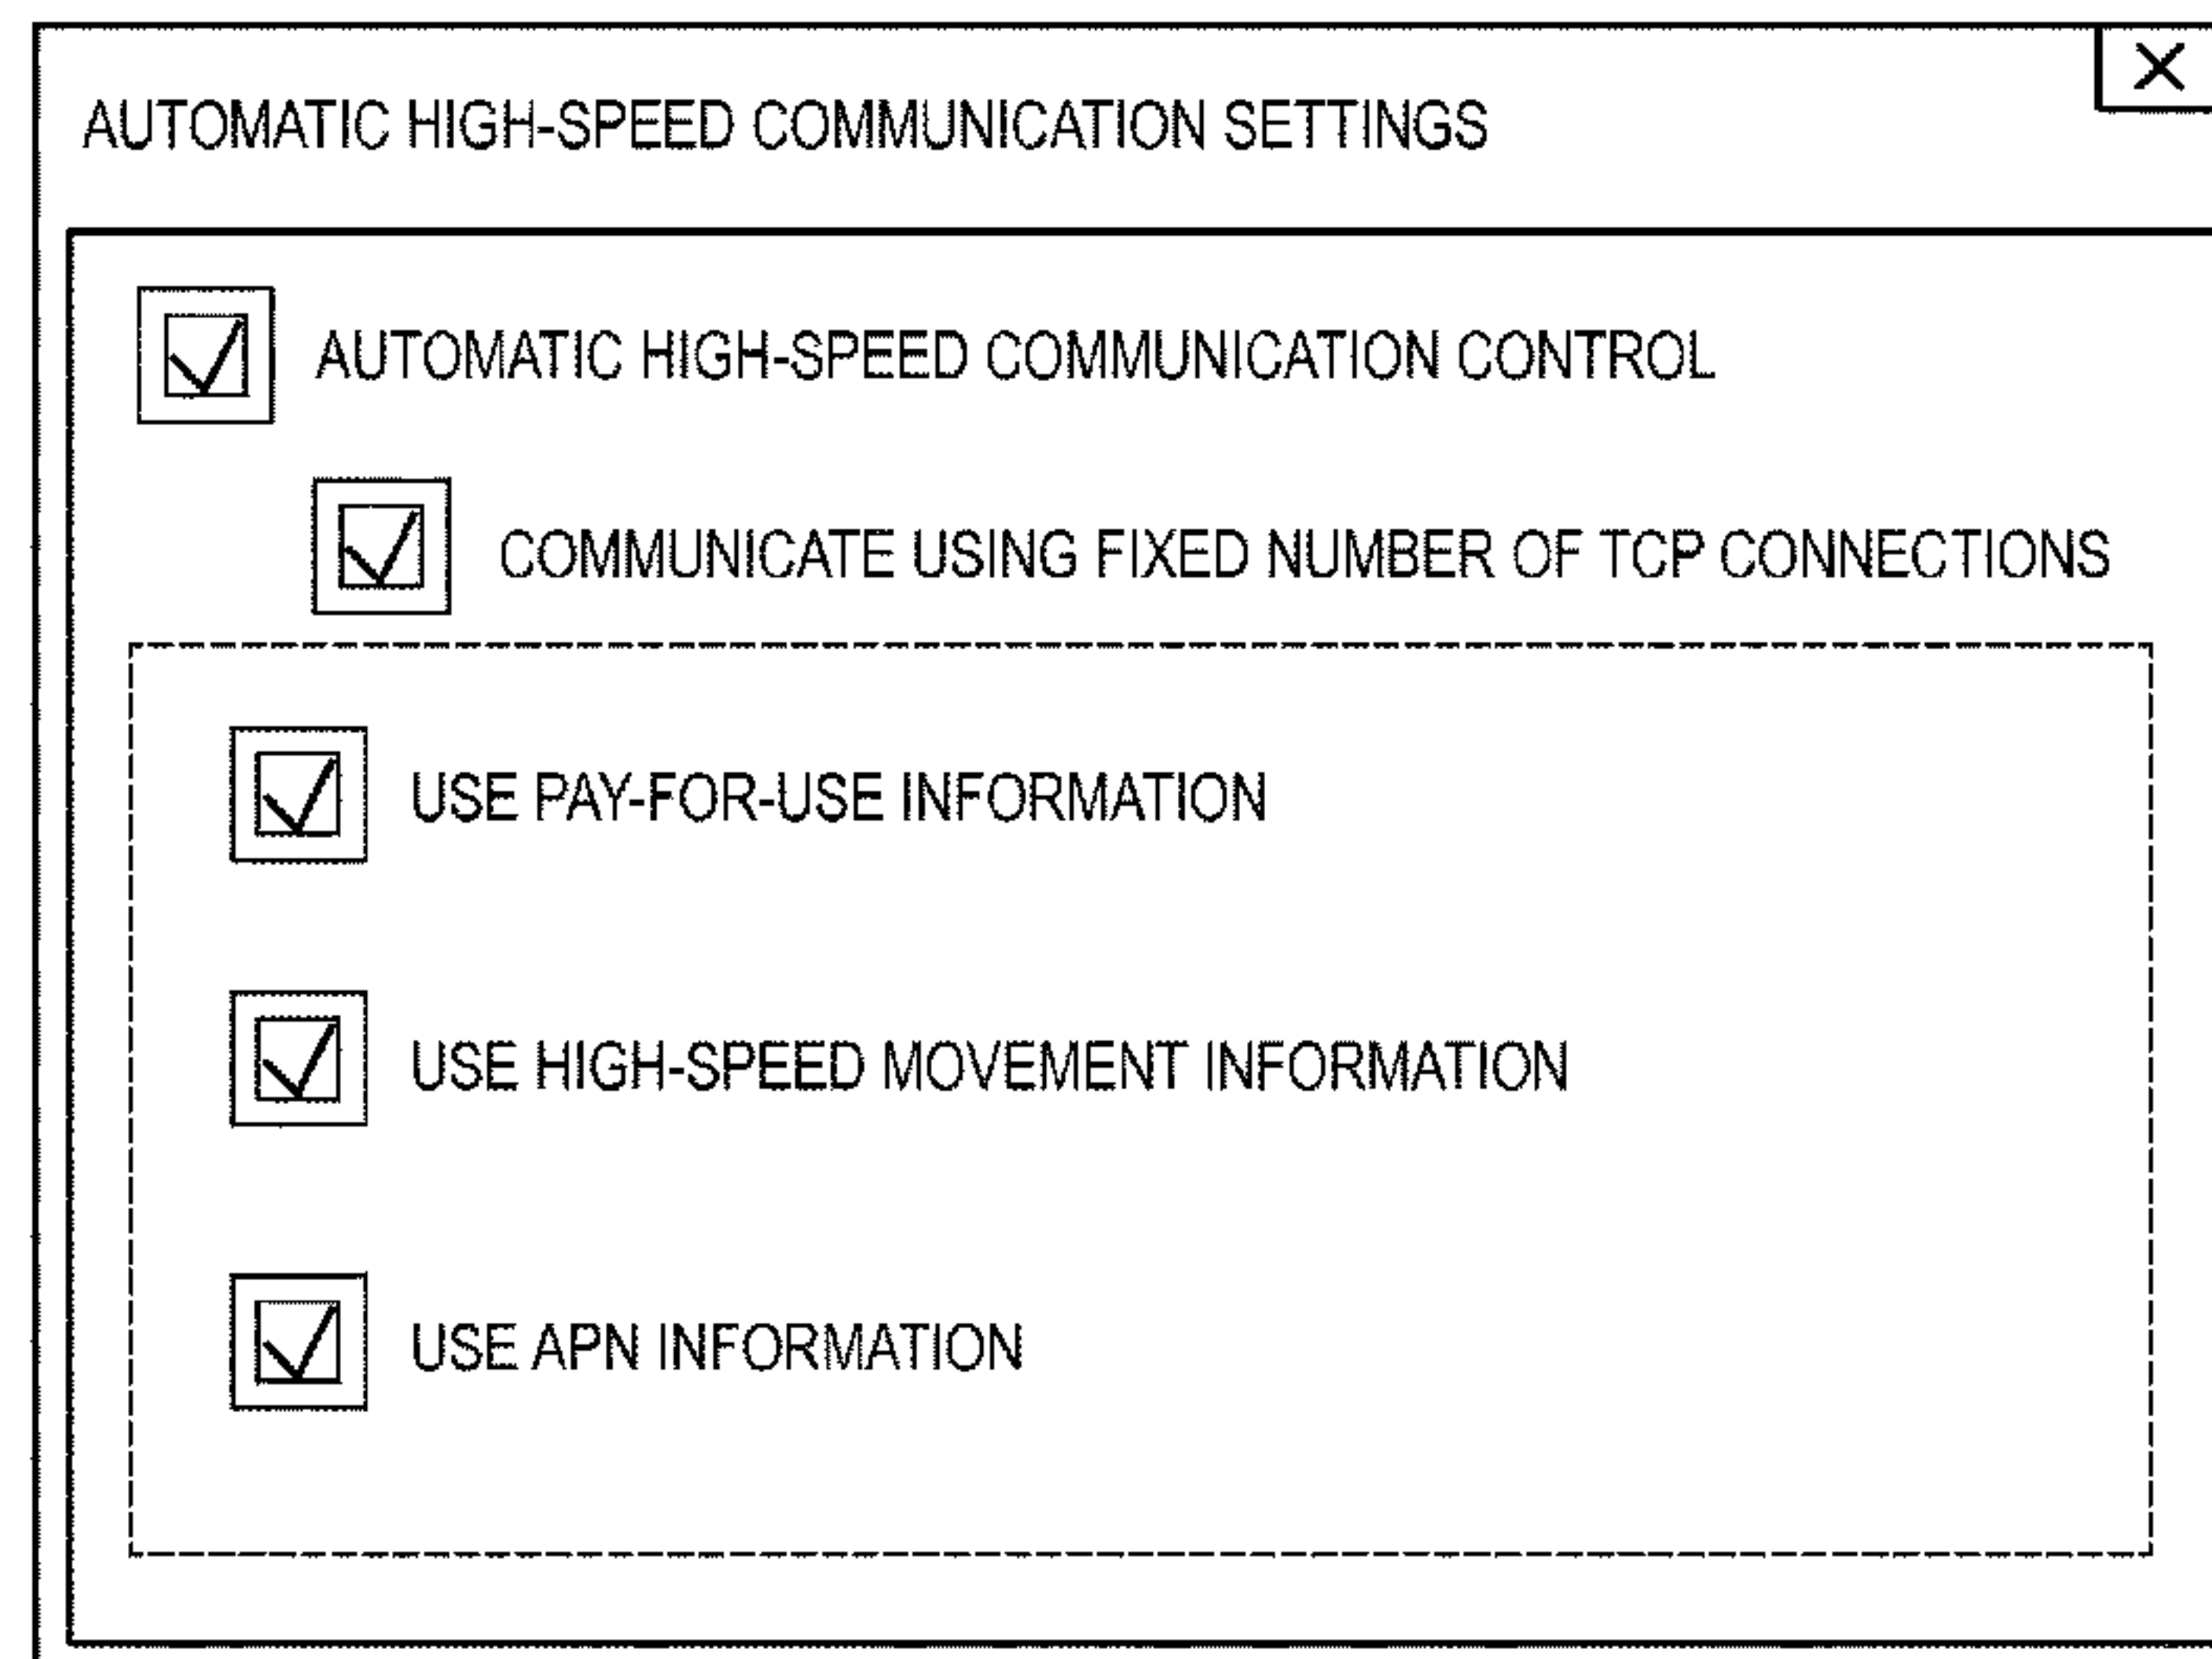 AUTOMATIC HIGH-SPEED COMMUNICATION SETTINGS
AUTOMATIC HIGH-SPEED COMMUNICATION CONTROL
COMMUNICATE USING FIXED NUMBER OF TCP CONNECTIONS
USE PAY-FOR-USE INFORMATION
USE HIGH-SPEED MOVEMENT INFORMATION
USE APN INFORMATION